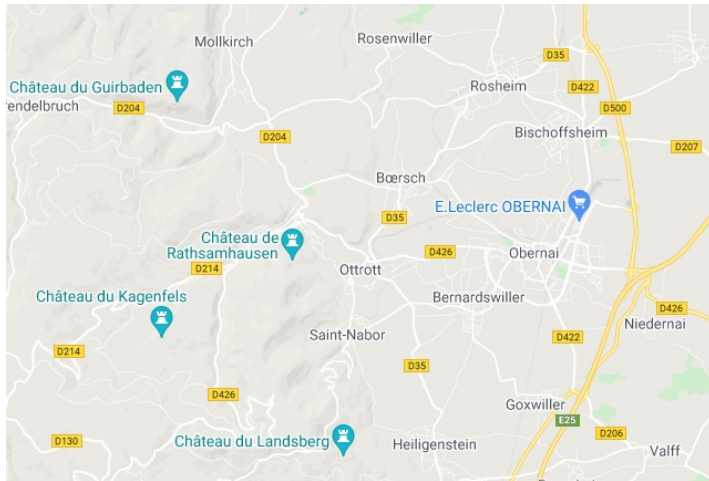 Mollkirch
Rosenwiller
D35
Château du Guirbaden
Rosheim
D422
rendelbruch
D204
D500
D204
Bischoffsheim
D207
Bœrsch
E.Leclerc OBERNAI
D35
Château de
Rathsamhausen
D426
Obernai
D214
Ottrott
Château du Kagenfels
Bernardswiller
D426
Niedernai
Saint-Nabor
D422
D214
D35
D426
Goxwiller
E25
D130
Château du Landsberg
Heiligenstein
D206
Valff